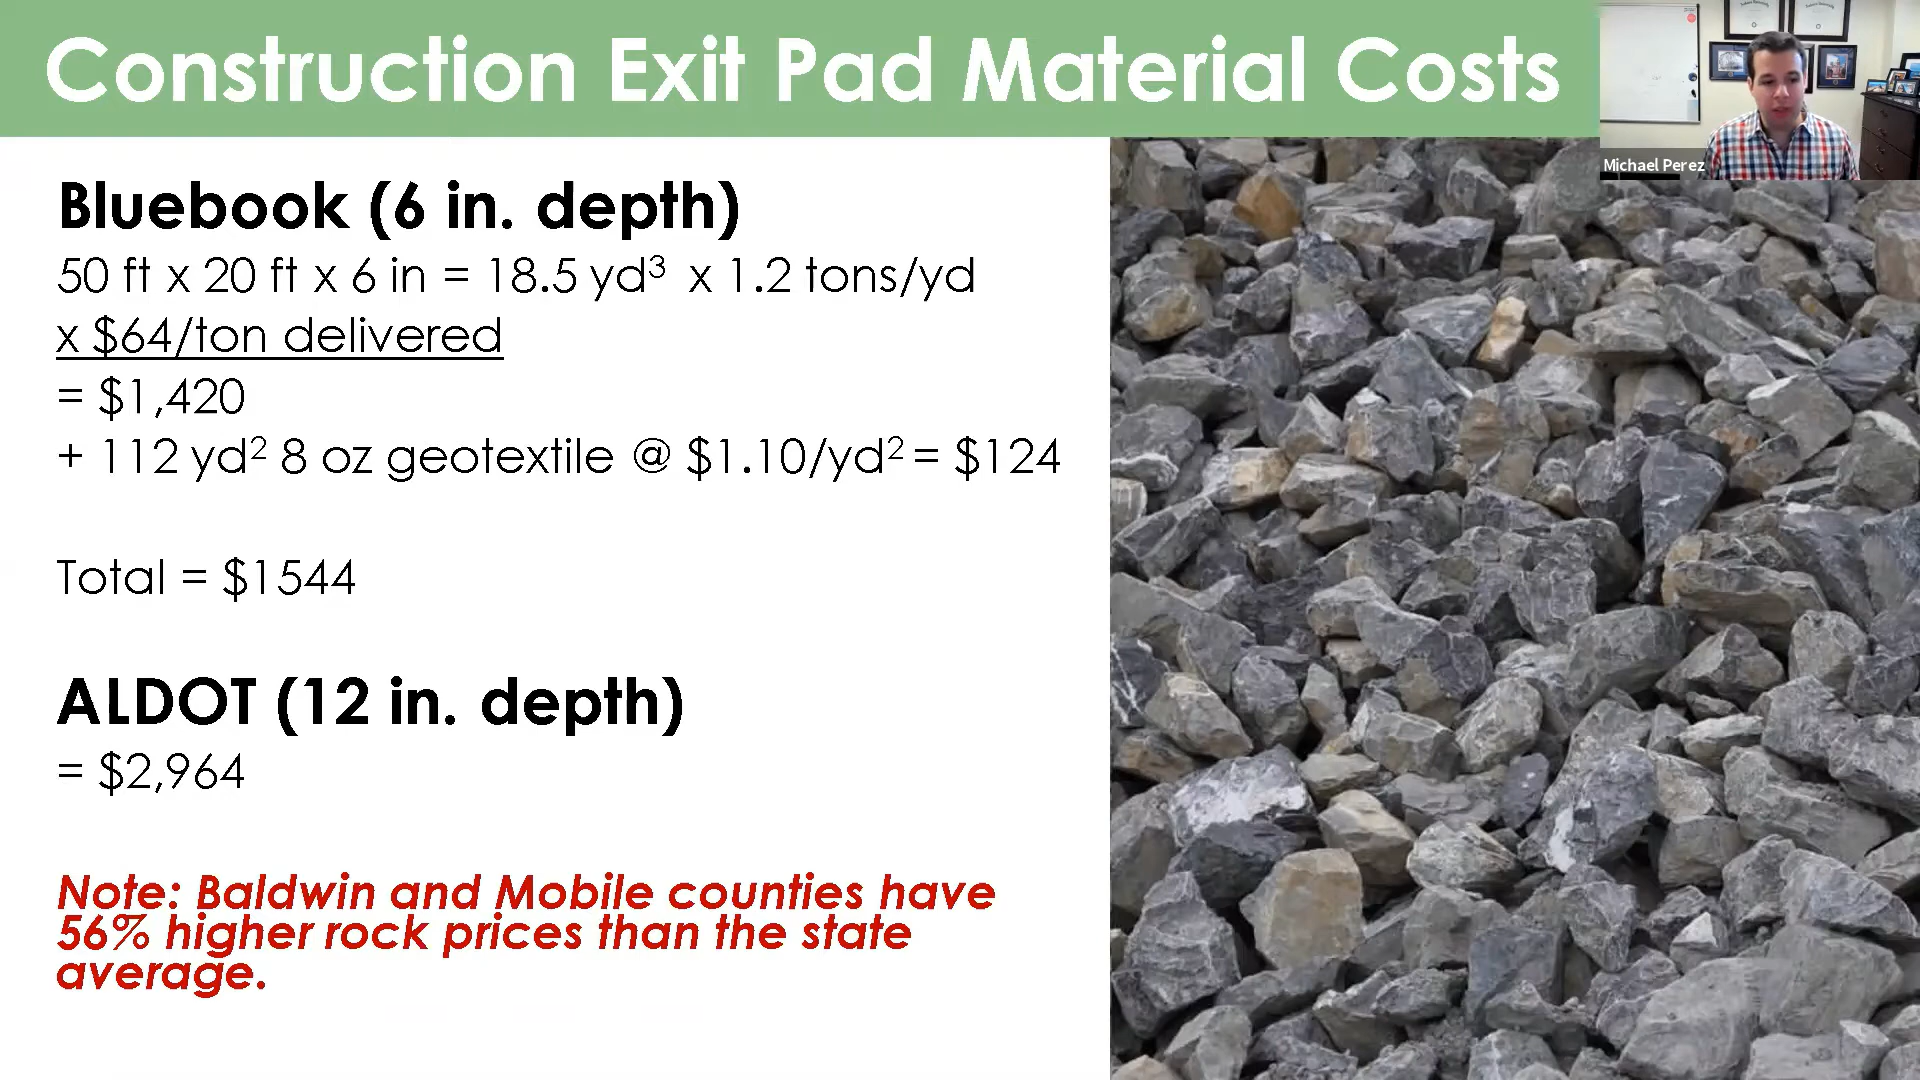 Construction Exit Pad Material Costs
Michael Perez
Bluebook (6 in. depth)
50 ft x 20 ft x 6 in = 18.5 yd³ x 1.2 tons/yd
x $64/ton delivered
= $1,420
+ 112 yd² 8 oz geotextile @ $1.10/yd² = $124
Total = $1544
ALDOT (12 in. depth)
= $2,964
Note: Baldwin and Mobile counties have
56% higher rock prices than the state
average.